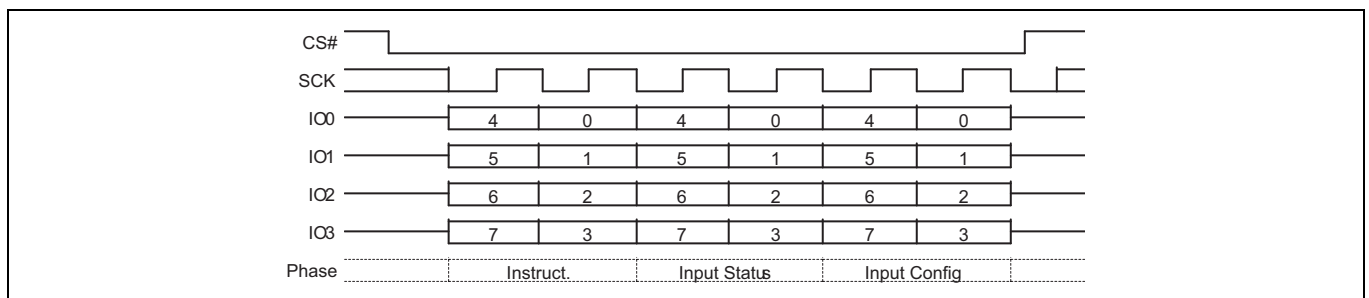 CS#
SCK
IO0 4 0 4 0 4 0
IO1 5 1 5 1 5 1
IO2 6 2 6 2 6 2
IO3 7 3 7 3 7 3
Phase Instruct. Input Status Input Config